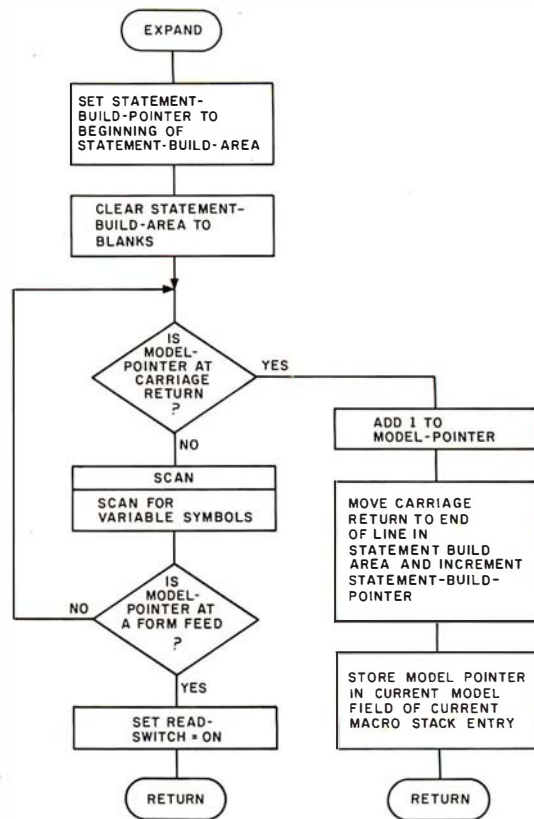 EXPAND
SET STATEMENT-
BUILD-POINTER TO
BEGINNING OF
STATEMENT-BUILD-AREA
CLEAR STATEMENT-
BUILD-AREA TO
BLANKS
IS
MODEL-
POINTER AT
CARRIAGE
RETURN
?
YES
NO
SCAN
SCAN FOR
VARIABLE SYMBOLS
IS
MODEL-
POINTER AT
A FORM FEED
?
NO
YES
SET READ-
SWITCH = ON
RETURN
ADD 1 TO
MODEL-POINTER
MOVE CARRIAGE
RETURN TO END
OF LINE IN
STATEMENT BUILD
AREA AND INCREMENT
STATEMENT-BUILD-
POINTER
STORE MODEL POINTER
IN CURRENT MODEL
FIELD OF CURRENT
MACRO STACK ENTRY
RETURN